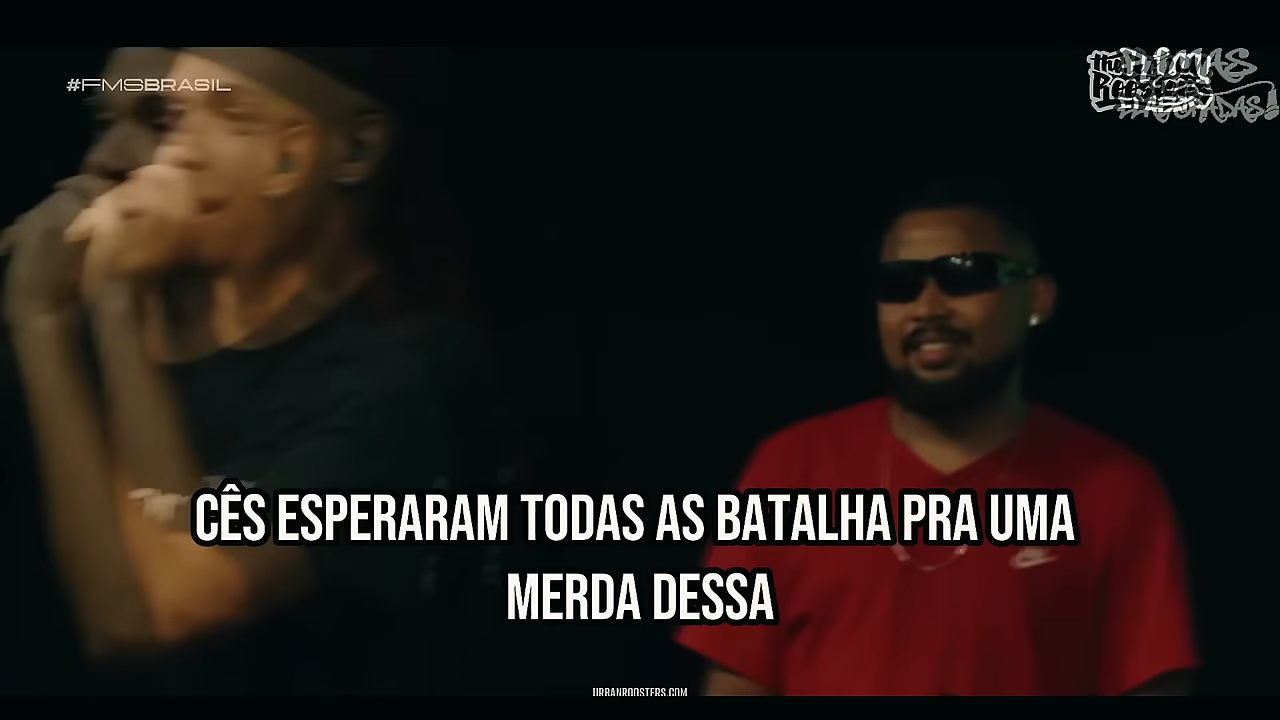 #FMSBRASIL
CÊS ESPERARAM TODAS AS BATALHA PRA UMA
MERDA DESSA
URBANROOSTERS.COM